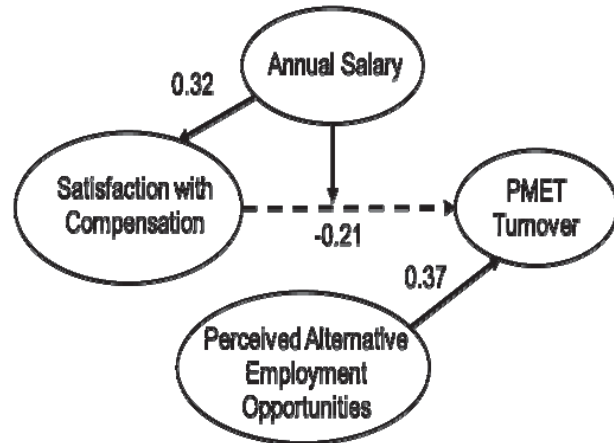 Annual Salary
0.32
Satisfaction with
Compensation
PMET
Turnover
-0.21
0.37
Perceived Alternative
Employment
Opportunities